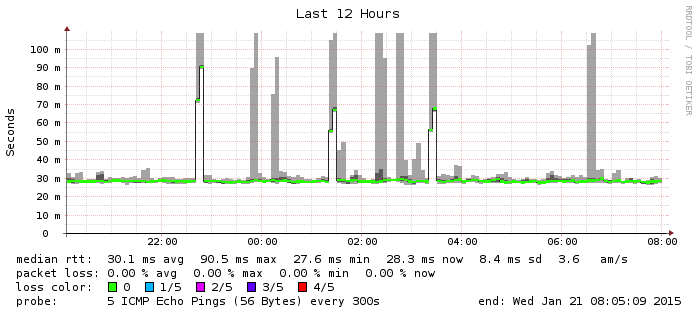 Last 12 Hours
RRDTOOL / TOBI OETIKER
Seconds
100 m
90 m
80 m
70 m
60 m
50 m
40 m
30 m
20 m
10 m
0
22:00 00:00 02:00 04:00 06:00 08:00
median rtt: 30.1 ms avg 90.5 ms max 27.6 ms min 28.3 ms now 8.4 ms sd 3.6 am/s
packet loss: 0.00 % avg 0.00 % max 0.00 % min 0.00 % now
loss color: 0 1/5 2/5 3/5 4/5
probe: 5 ICMP Echo Pings (56 Bytes) every 300s end: Wed Jan 21 08:05:09 2015